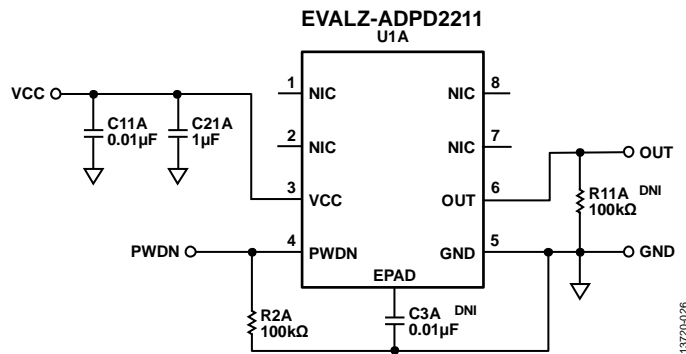 EVALZ-ADPD2211
U1A
VCC
C11A
0.01µF
C21A
1µF
1
NIC
2
NIC
3
VCC
4
PWDN
NIC
8
NIC
7
OUT
6
GND
5
EPAD
OUT
R11A DNI
100kΩ
GND
PWDN
R2A
100kΩ
C3A DNI
0.01µF
13720-026